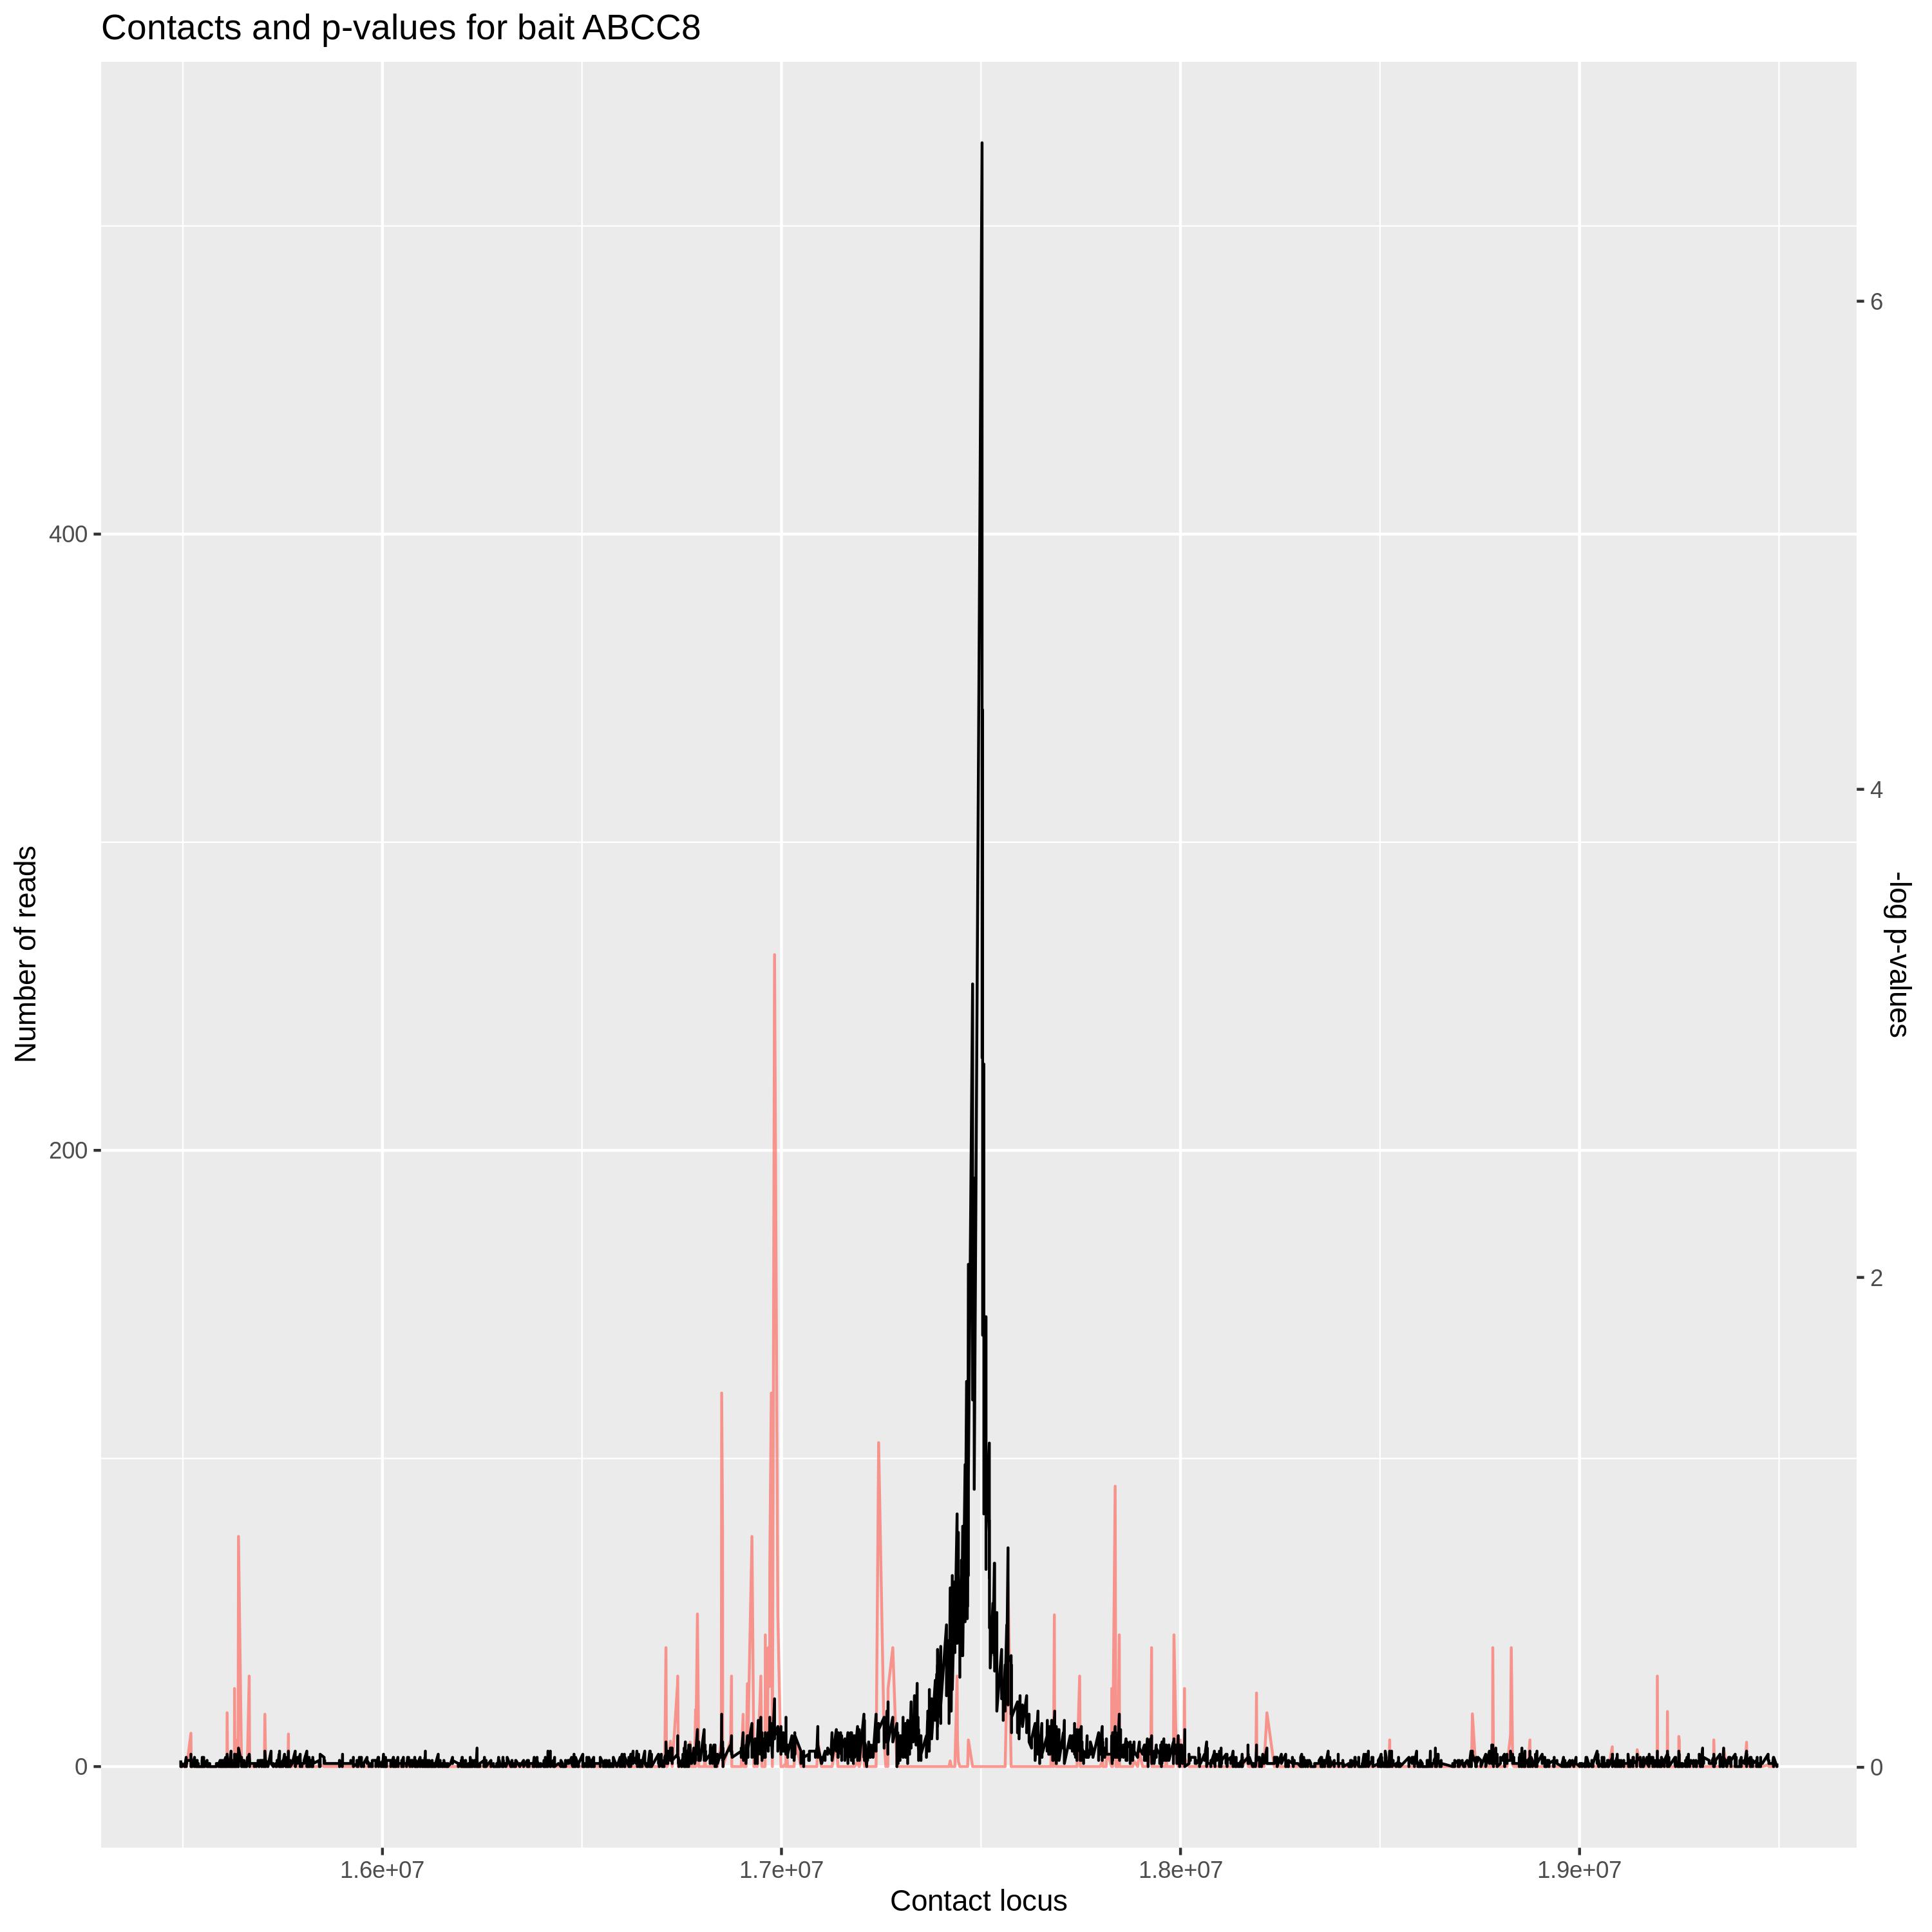 Contacts and p-values for bait ABCC8
Number of reads
400
200
0
6
4
2
0
-log p-values
1.6e+07
1.7e+07
1.8e+07
1.9e+07
Contact locus